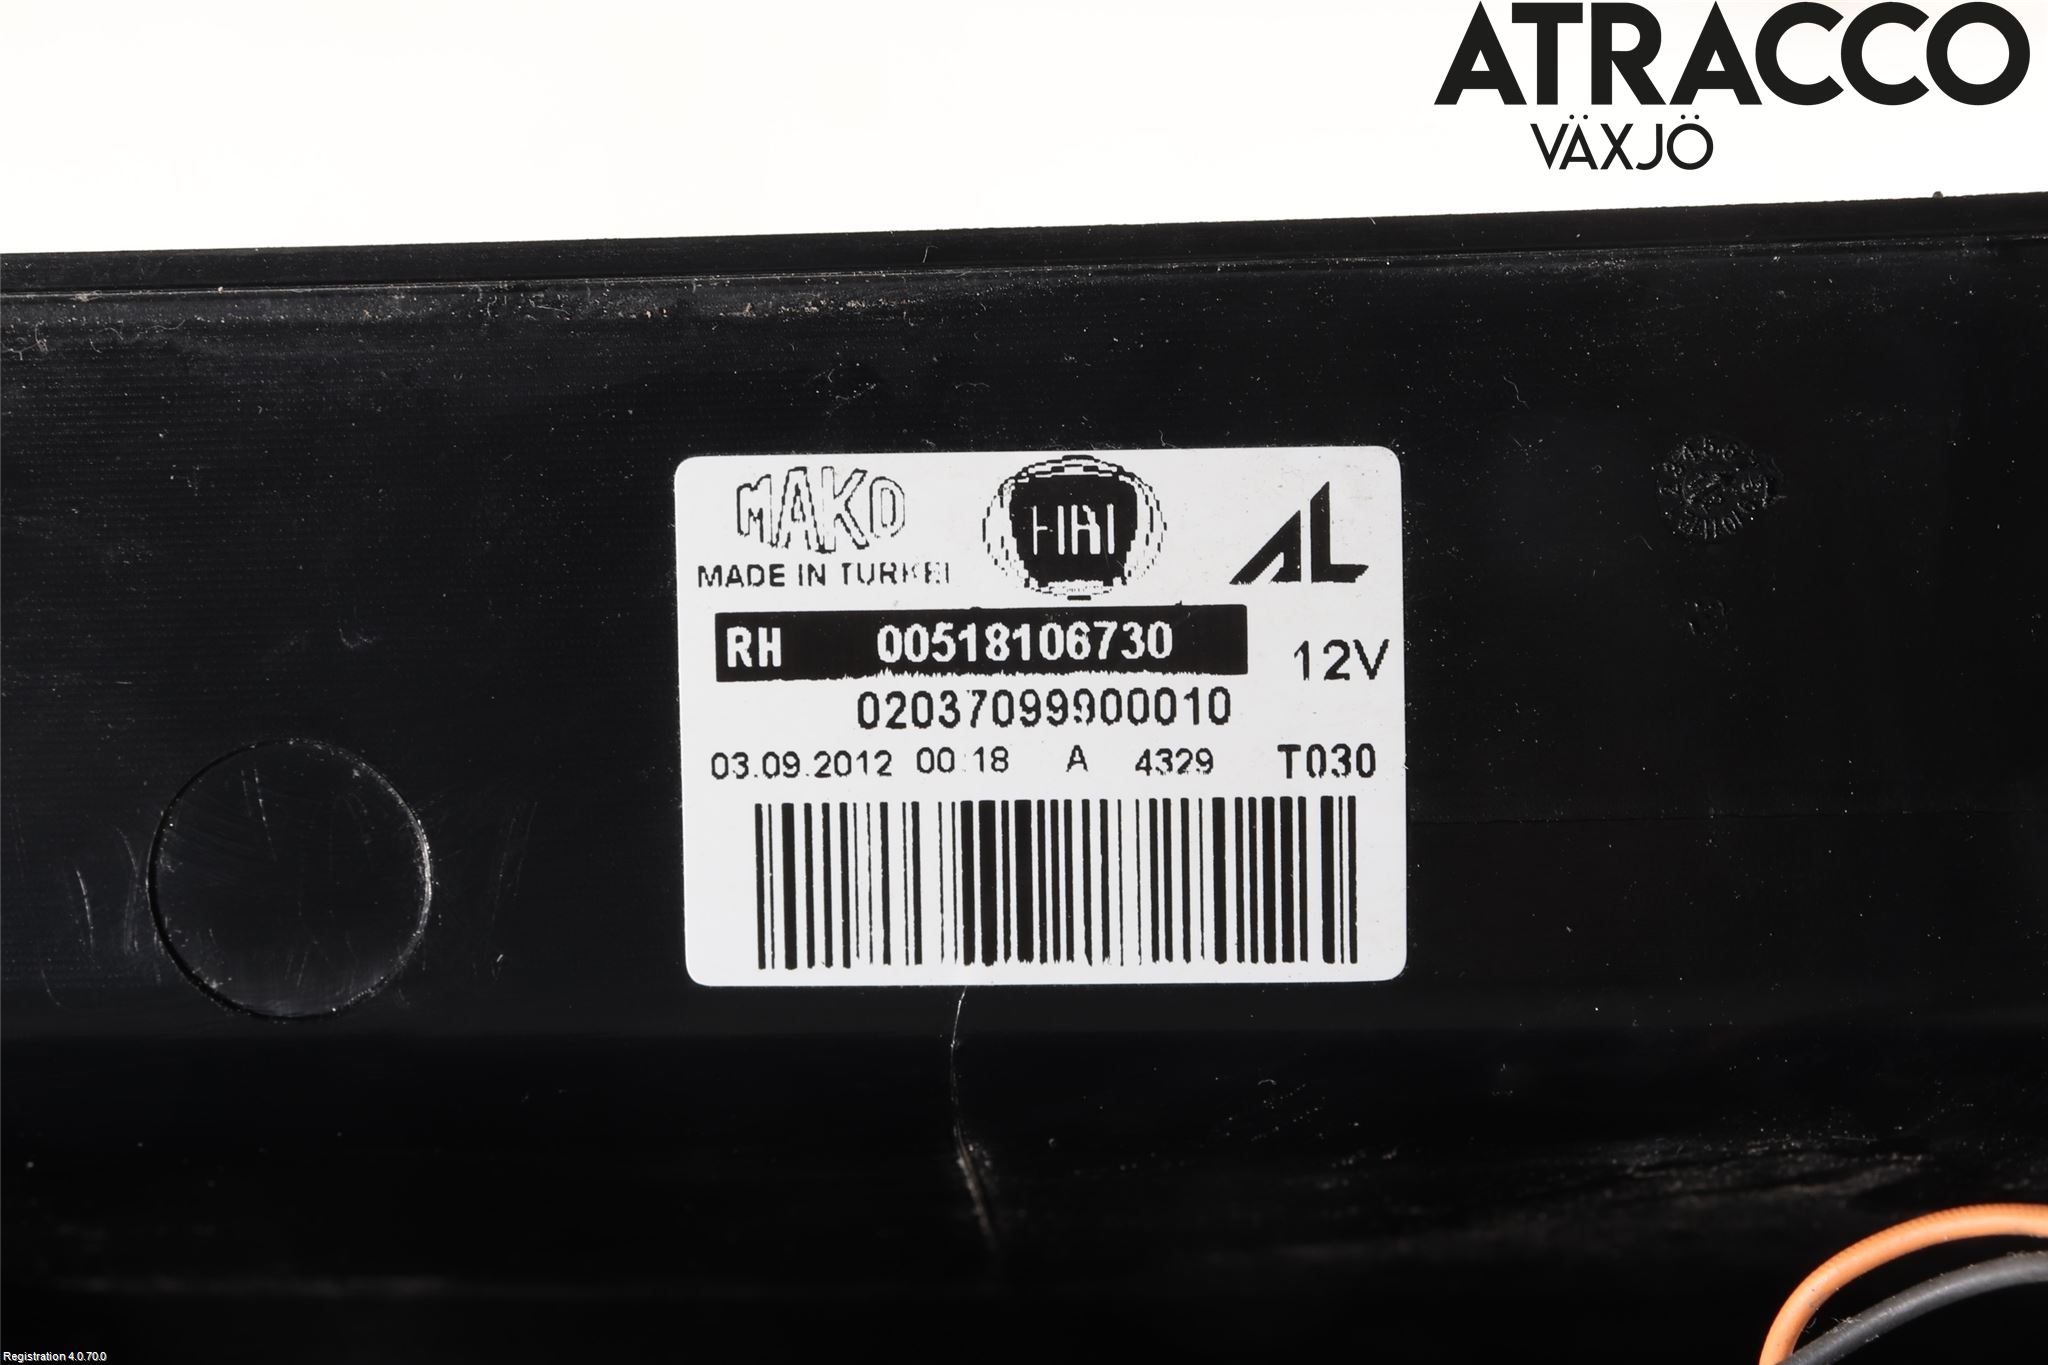 ATRACCO
VÄXJÖ
MAKO
FIAT
AL
MADE IN TURKEI
RH 00518106730
12V
02037099900010
03.09.2012 00:18 A 4329 T030
Registration 4.0.70.0